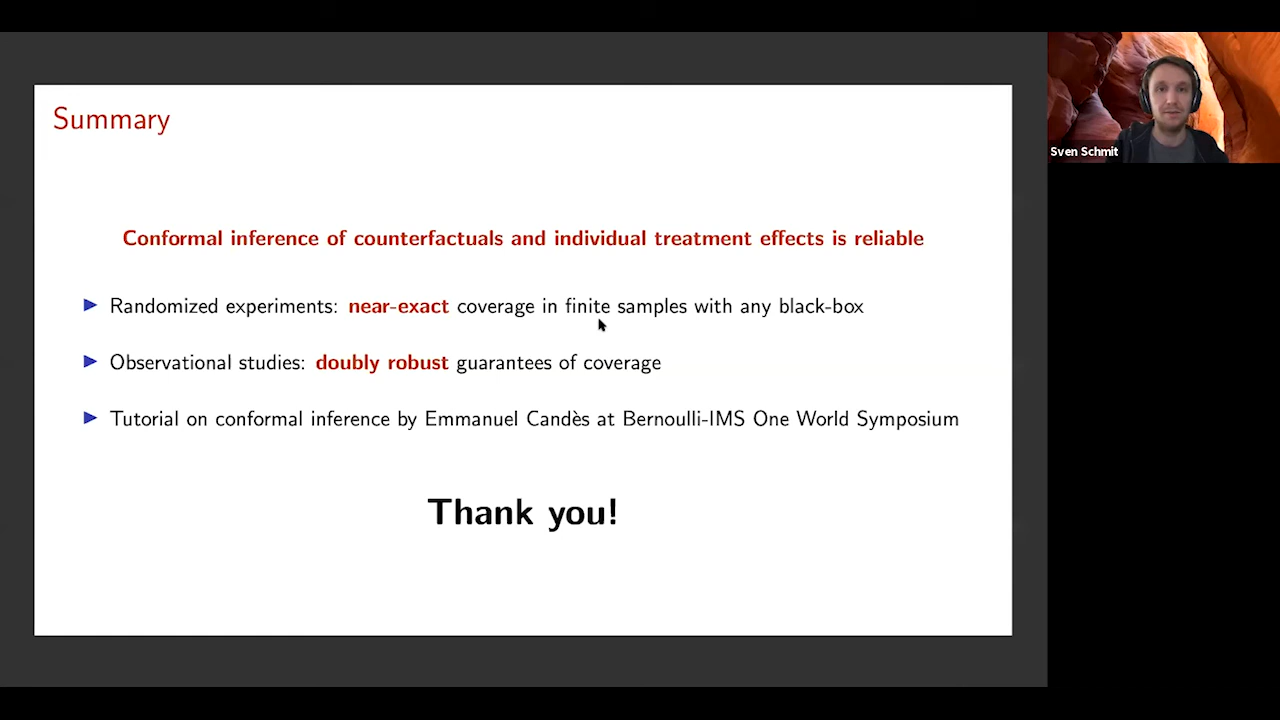 Summary
Conformal inference of counterfactuals and individual treatment effects is reliable
Randomized experiments: near-exact coverage in finite samples with any black-box
Observational studies: doubly robust guarantees of coverage
Tutorial on conformal inference by Emmanuel Candès at Bernoulli-IMS One World Symposium
Thank you!
Sven Schmit